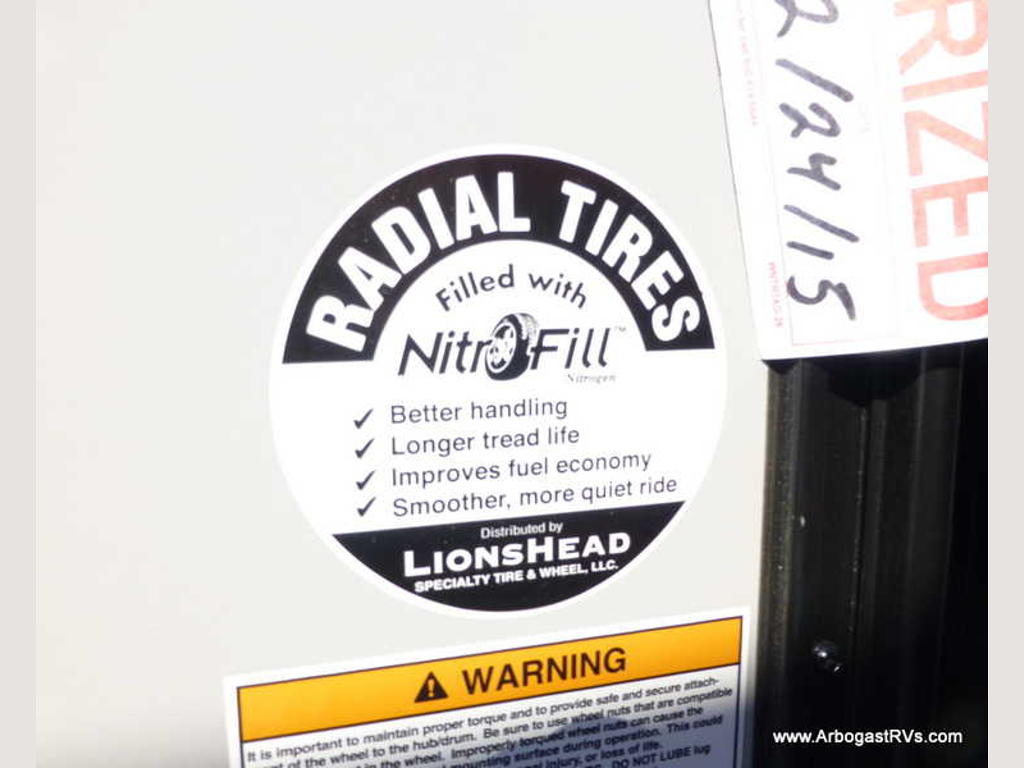 RIZED
2/24/15
RADIAL TIRES
Filled with
NitroFill™
Nitrogen
✓ Better handling
✓ Longer tread life
✓ Improves fuel economy
✓ Smoother, more quiet ride
Distributed by
LIONSHEAD
SPECIALTY TIRE & WHEEL, LLC.
WARNING
It is important to maintain proper torque and to provide safe and secure attach-
of the wheel to the hub/drum. Be sure to use wheel nuts that are compatible
in the wheel. Improperly torqued wheel nuts can cause the
mounting surface during operation. This could
injury, or loss of life.
DO NOT LUBE lug
www.ArbogastRVs.com